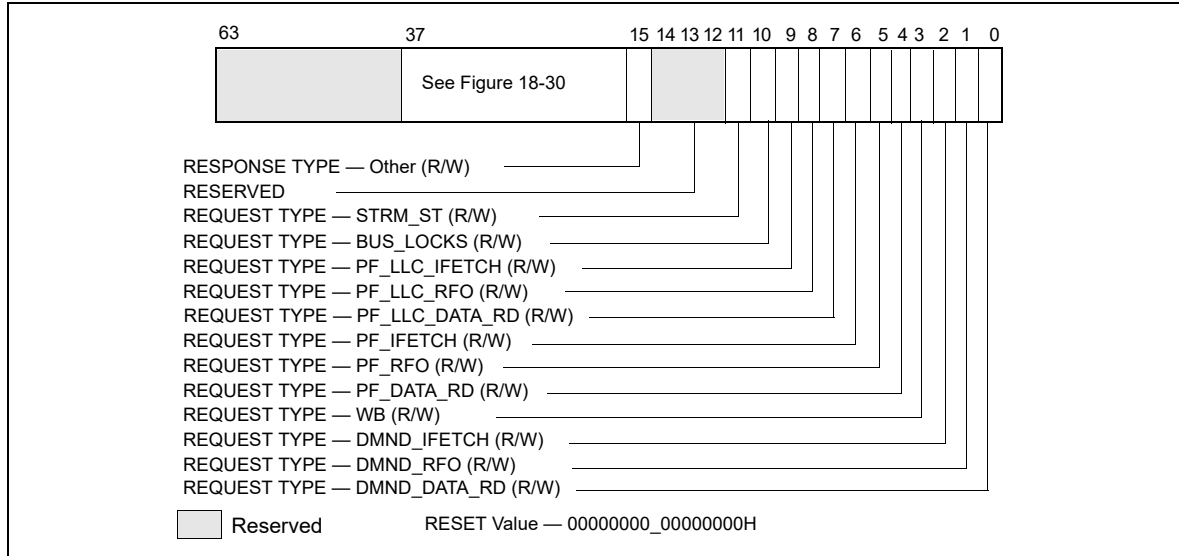 63 37 15 14 13 12 11 10 9 8 7 6 5 4 3 2 1 0
See Figure 18-30
RESPONSE TYPE — Other (R/W)
RESERVED
REQUEST TYPE — STRM_ST (R/W)
REQUEST TYPE — BUS_LOCKS (R/W)
REQUEST TYPE — PF_LLC_IFETCH (R/W)
REQUEST TYPE — PF_LLC_RFO (R/W)
REQUEST TYPE — PF_LLC_DATA_RD (R/W)
REQUEST TYPE — PF_IFETCH (R/W)
REQUEST TYPE — PF_RFO (R/W)
REQUEST TYPE — PF_DATA_RD (R/W)
REQUEST TYPE — WB (R/W)
REQUEST TYPE — DMND_IFETCH (R/W)
REQUEST TYPE — DMND_RFO (R/W)
REQUEST TYPE — DMND_DATA_RD (R/W)
Reserved RESET Value — 00000000_00000000H